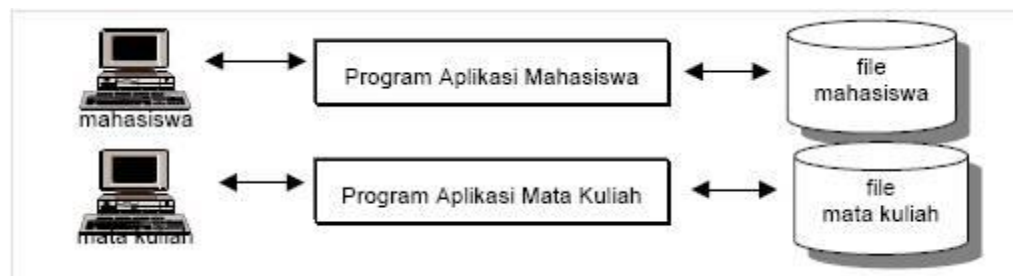 mahasiswa
Program Aplikasi Mahasiswa
file
mahasiswa
mata kuliah
Program Aplikasi Mata Kuliah
file
mata kuliah